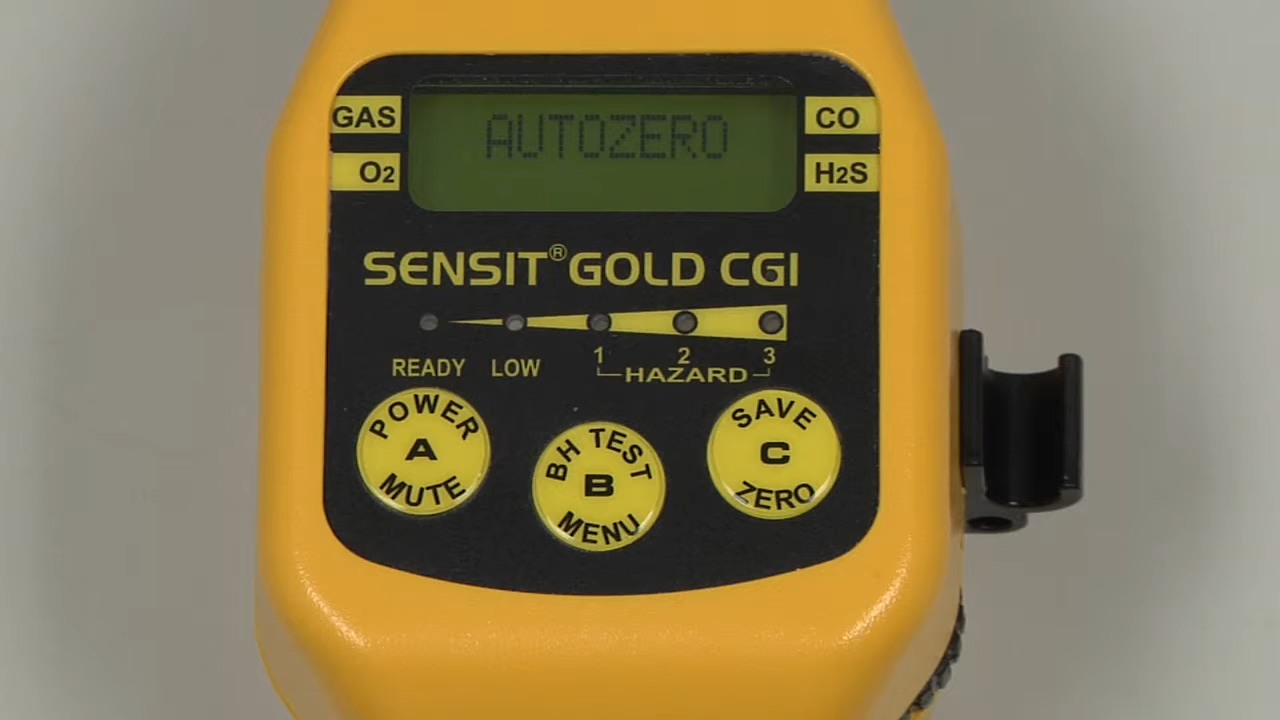 GAS
AUTOZERO
CO
O2
H2S
SENSIT® GOLD CGI
READY
LOW
1
2
3
HAZARD
POWER
A
MUTE
BH TEST
B
MENU
SAVE
C
ZERO